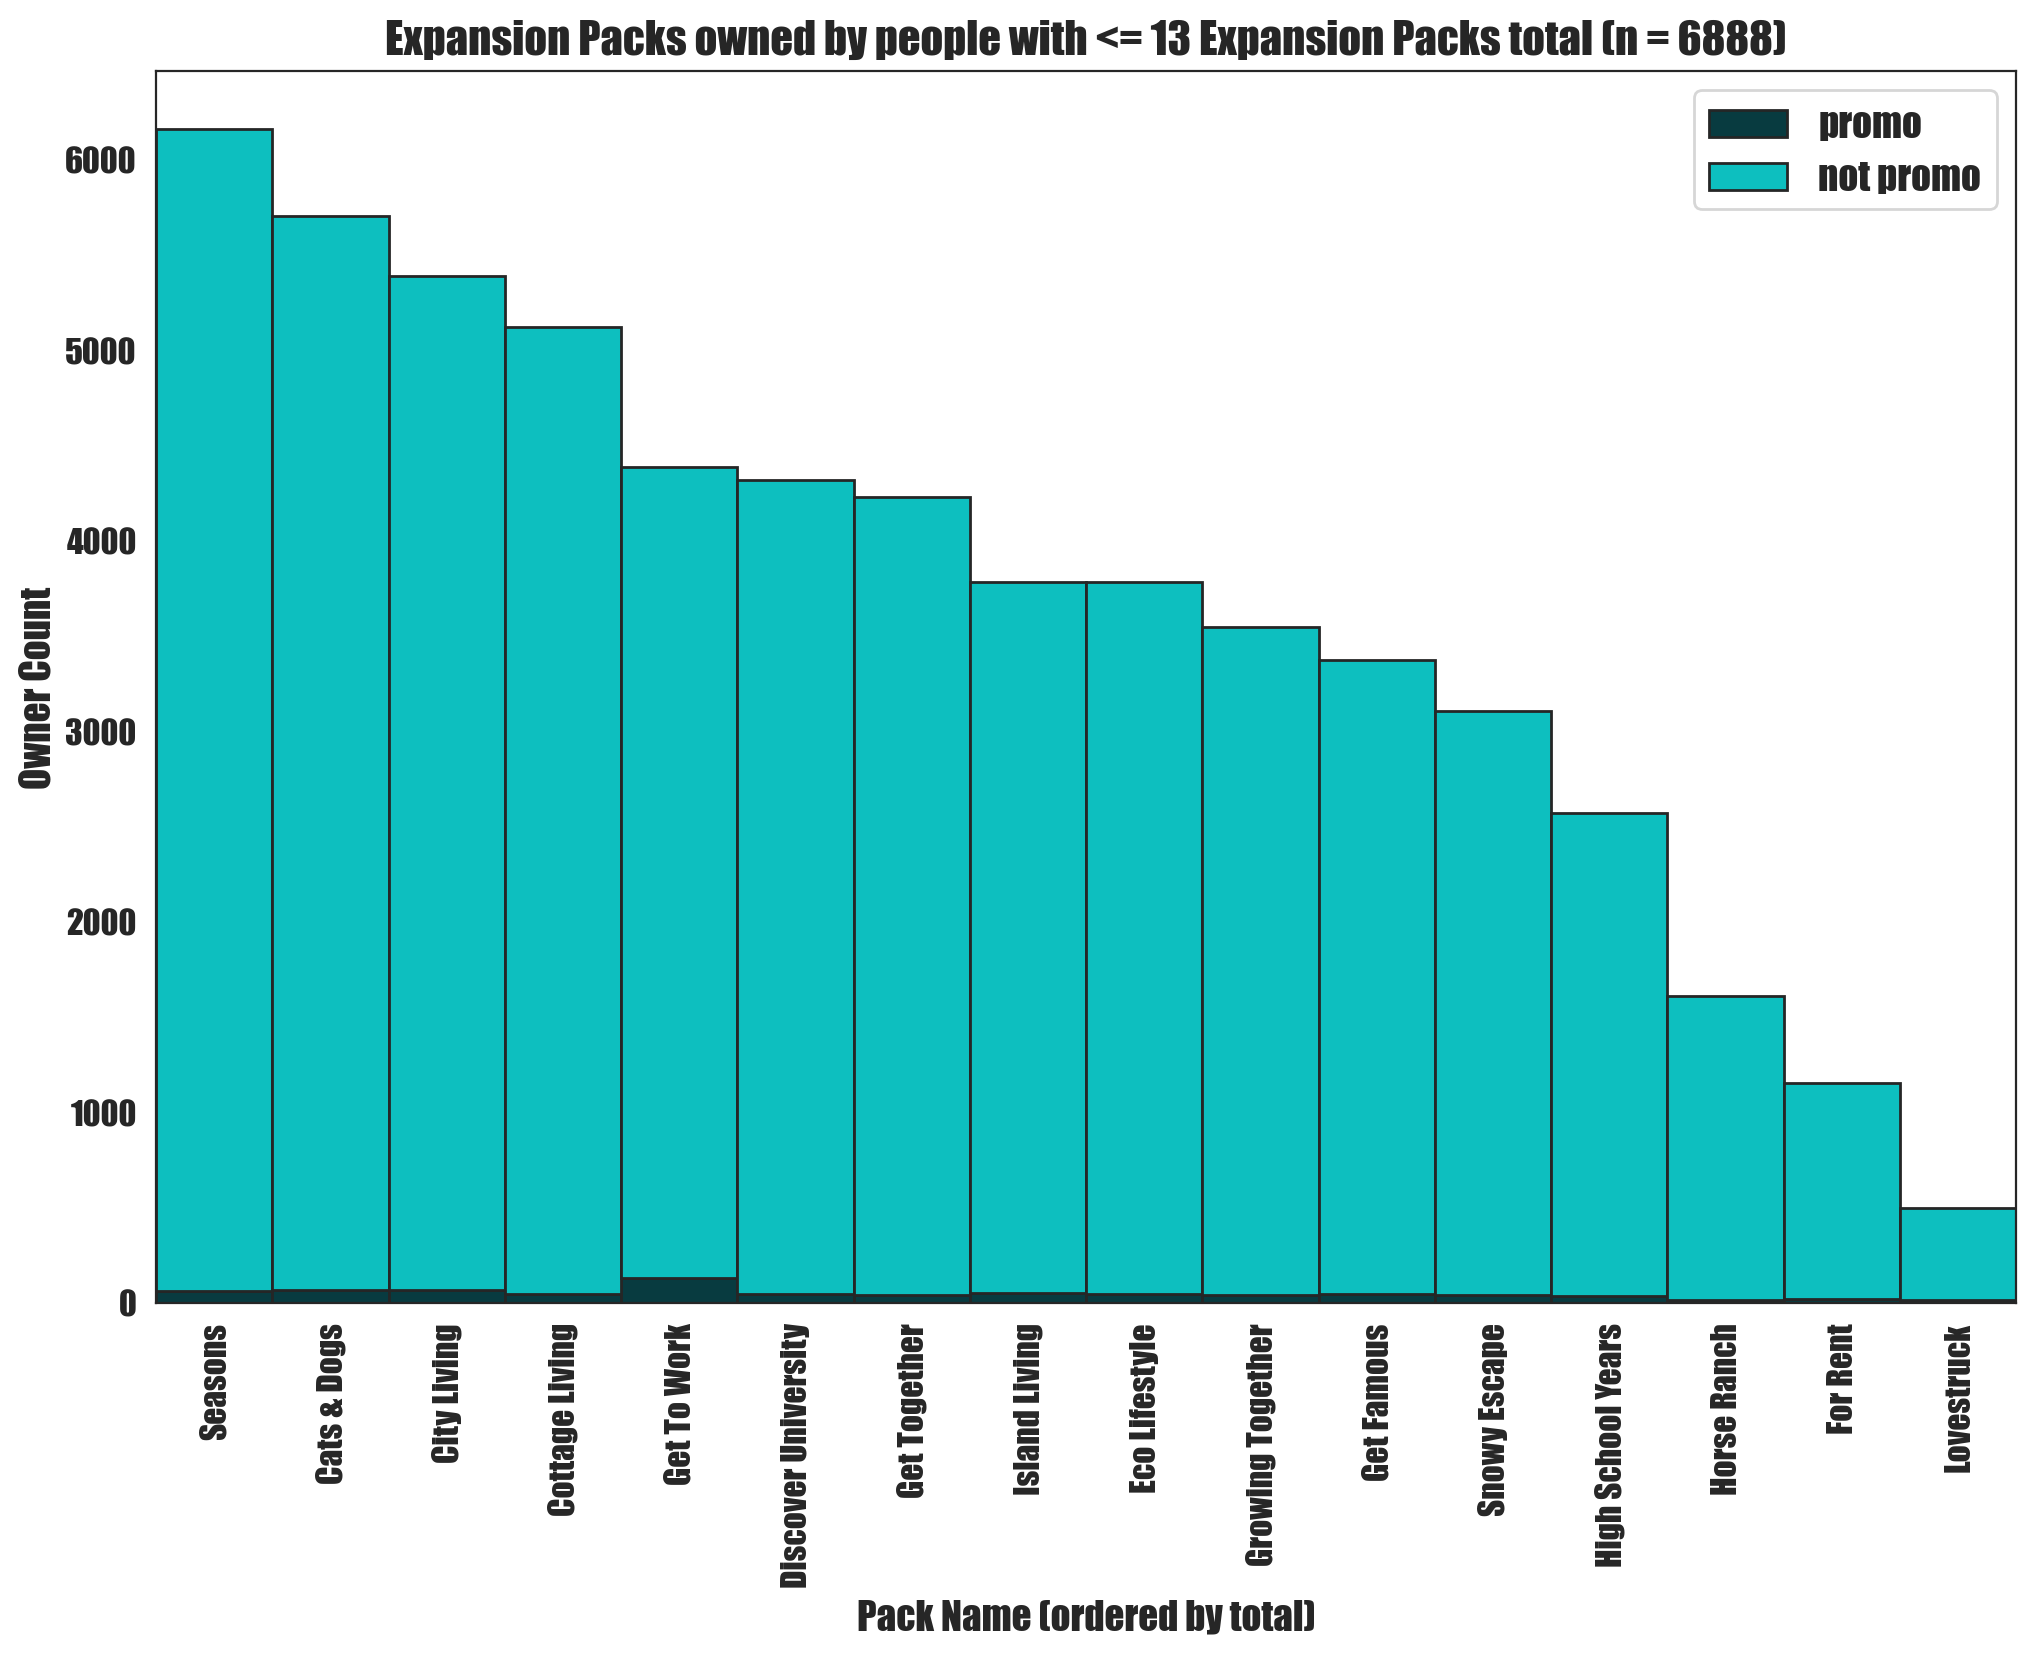 Expansion Packs owned by people with <= 13 Expansion Packs total (n = 6888)
promo
not promo
Owner Count
6000
5000
4000
3000
2000
1000
0
Seasons
Cats & Dogs
City Living
Cottage Living
Get To Work
Discover University
Get Together
Island Living
Eco Lifestyle
Growing Together
Get Famous
Snowy Escape
High School Years
Horse Ranch
For Rent
Lovestruck
Pack Name (ordered by total)